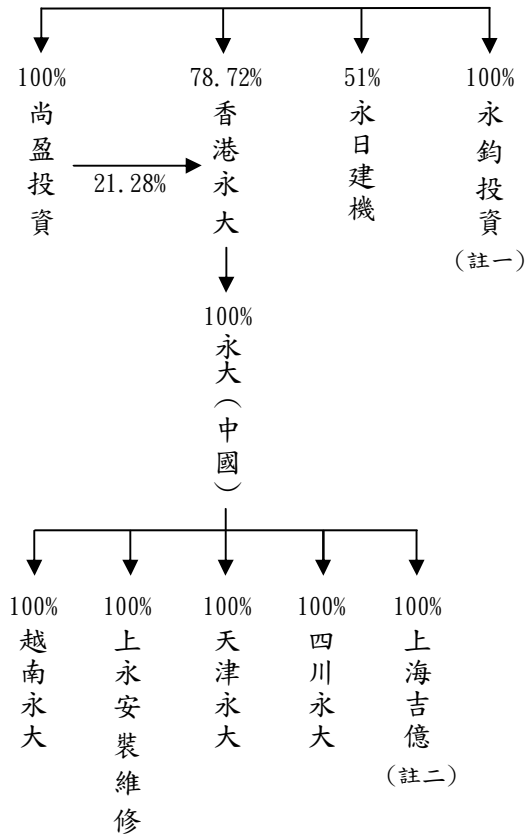 100%
尚盈投資
21.28%
78.72%
香港永大
51%
永日建機
100%
永鈞投資
(註一)
100%
永大(中國)
100%
越南永大
100%
上永安裝維修
100%
天津永大
100%
四川永大
100%
上海吉億
(註二)